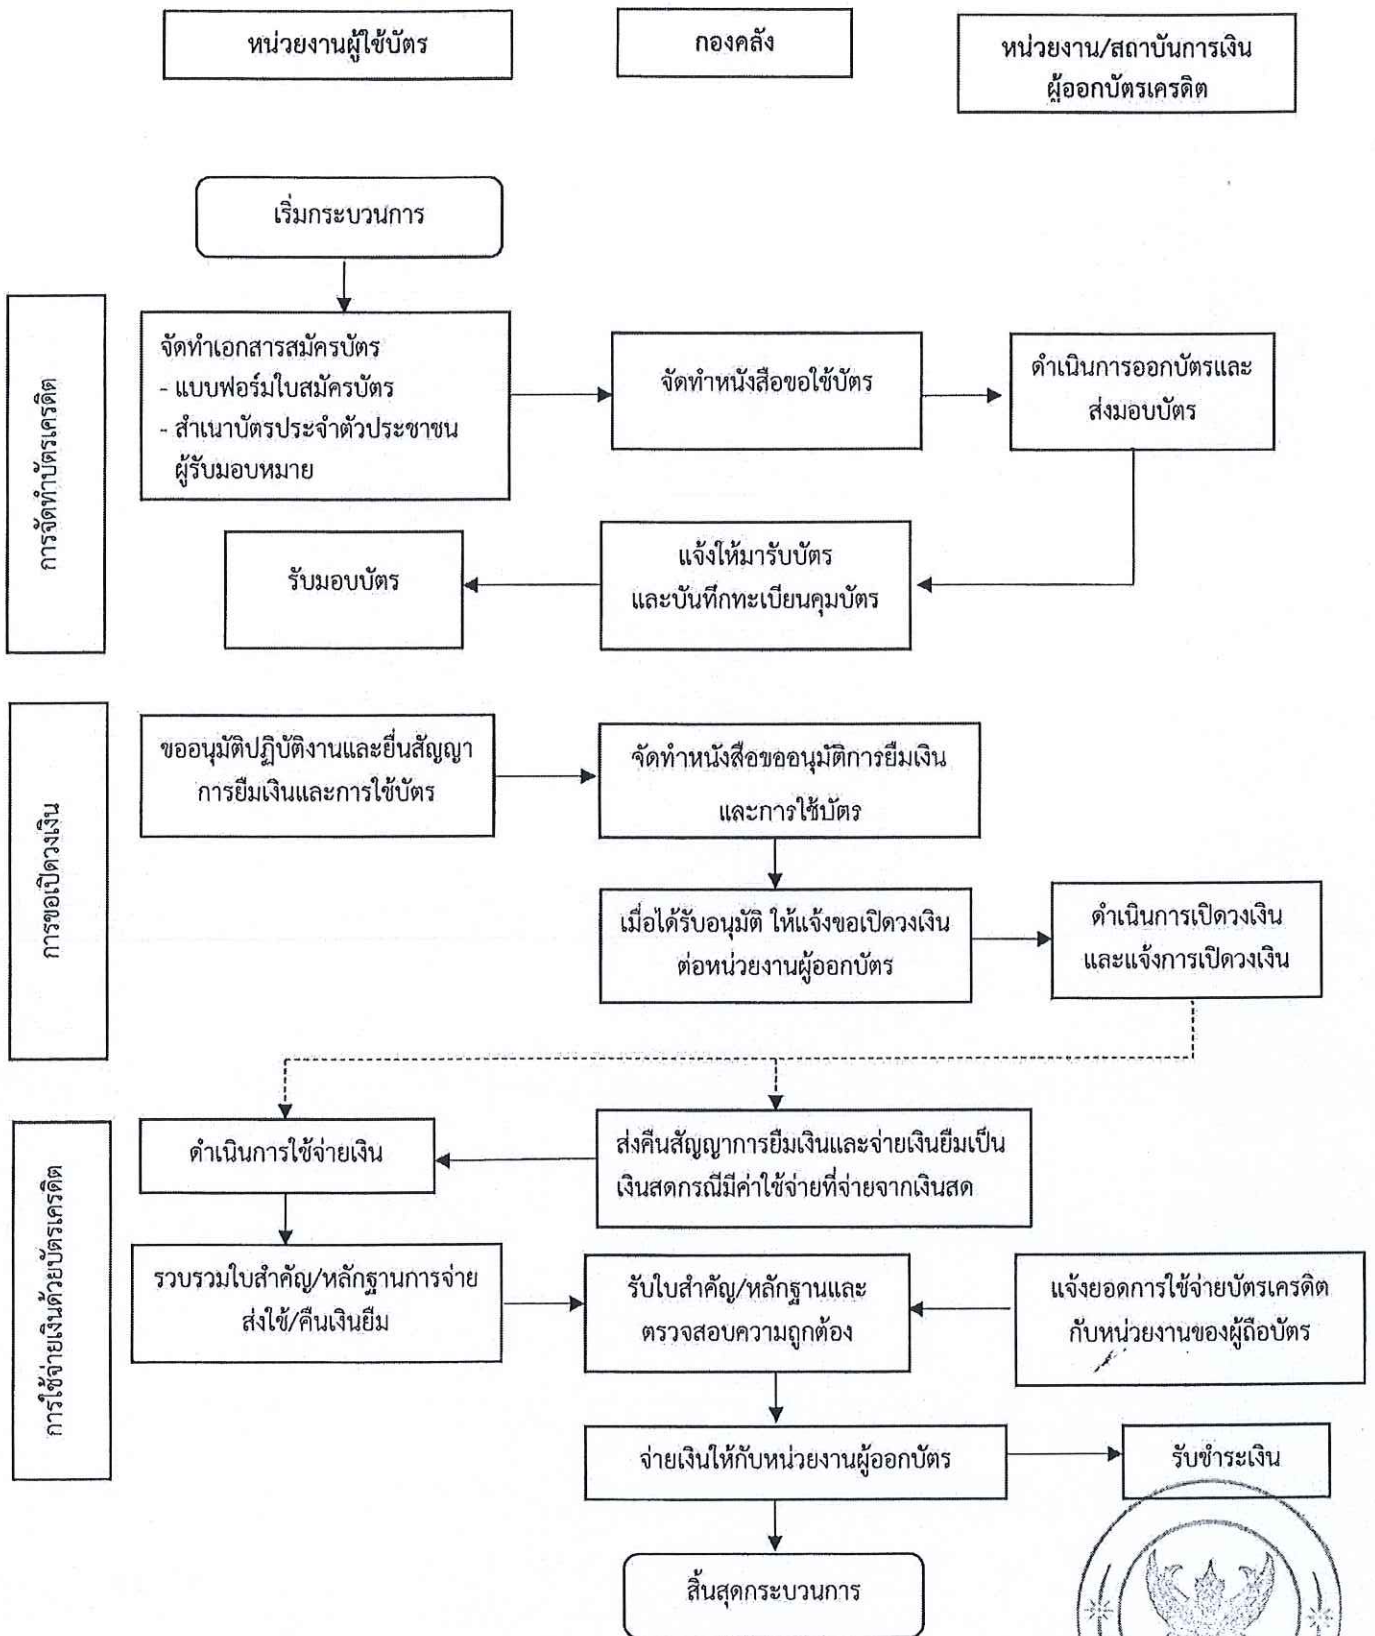 หน่วยงานผู้ใช้บัตร
กองคลัง
หน่วยงาน/สถาบันการเงิน
ผู้ออกบัตรเครดิต
เริ่มกระบวนการ
การจัดทำบัตรเครดิต
จัดทำเอกสารสมัครบัตร
- แบบฟอร์มใบสมัครบัตร
- สำเนาบัตรประจำตัวประชาชน
ผู้รับมอบหมาย
จัดทำหนังสือขอใช้บัตร
ดำเนินการออกบัตรและ
ส่งมอบบัตร
รับมอบบัตร
แจ้งให้มารับบัตร
และบันทึกทะเบียนคุมบัตร
การขอเปิดวงเงิน
ขออนุมัติปฏิบัติงานและยื่นสัญญา
การยืมเงินและการใช้บัตร
จัดทำหนังสือขออนุมัติการยืมเงิน
และการใช้บัตร
เมื่อได้รับอนุมัติ ให้แจ้งขอเปิดวงเงิน
ต่อหน่วยงานผู้ออกบัตร
ดำเนินการเปิดวงเงิน
และแจ้งการเปิดวงเงิน
การใช้จ่ายเงินด้วยบัตรเครดิต
ดำเนินการใช้จ่ายเงิน
ส่งคืนสัญญาการยืมเงินและจ่ายเงินยืมเป็น
เงินสดกรณีมีค่าใช้จ่ายที่จ่ายจากเงินสด
รวบรวมใบสำคัญ/หลักฐานการจ่าย
ส่งใช้/คืนเงินยืม
รับใบสำคัญ/หลักฐานและ
ตรวจสอบความถูกต้อง
แจ้งยอดการใช้จ่ายบัตรเครดิต
กับหน่วยงานของผู้ถือบัตร
จ่ายเงินให้กับหน่วยงานผู้ออกบัตร
รับชำระเงิน
สิ้นสุดกระบวนการ